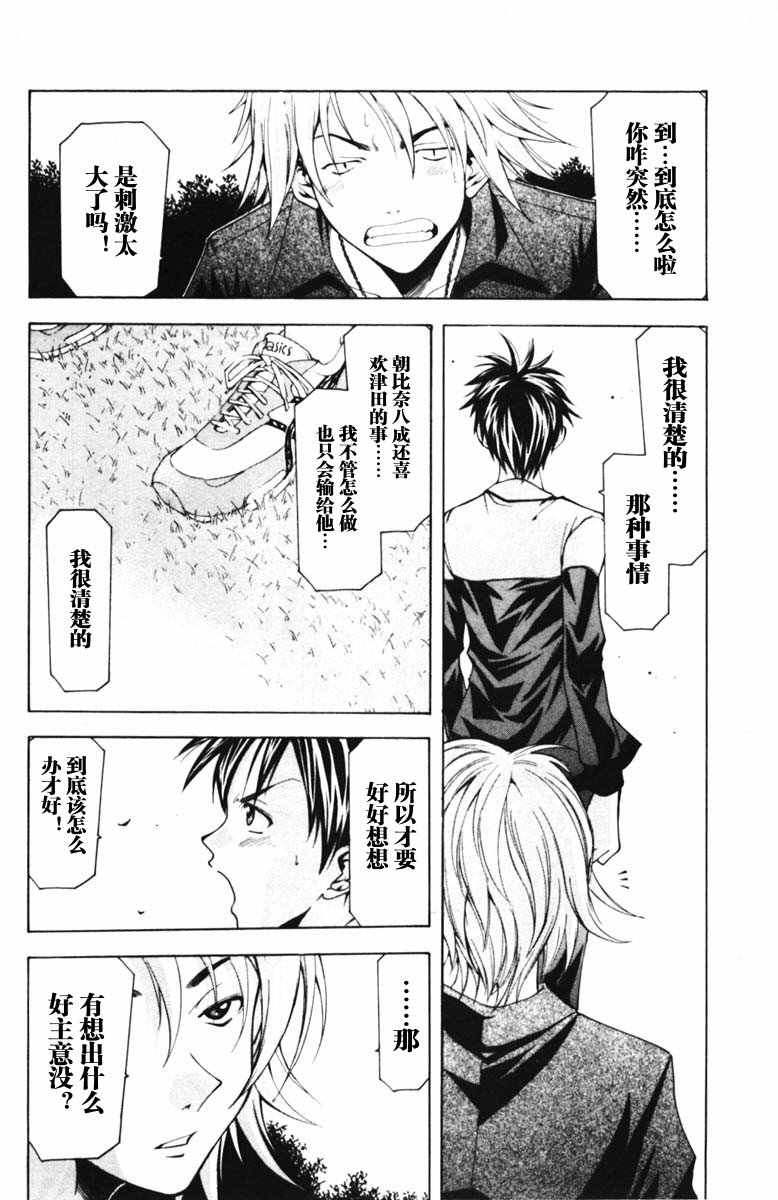 到…到底怎么啦
你咋突然……
是刺激太
大了吗！
我很清楚的……
那种事情
朝比奈八成还喜
欢津田的事……
我不管怎么做
也只会输给他…
asics
我很清楚的
所以才要
好好想想
到底该怎么
办才好！
……那
有想出什么
好主意没？